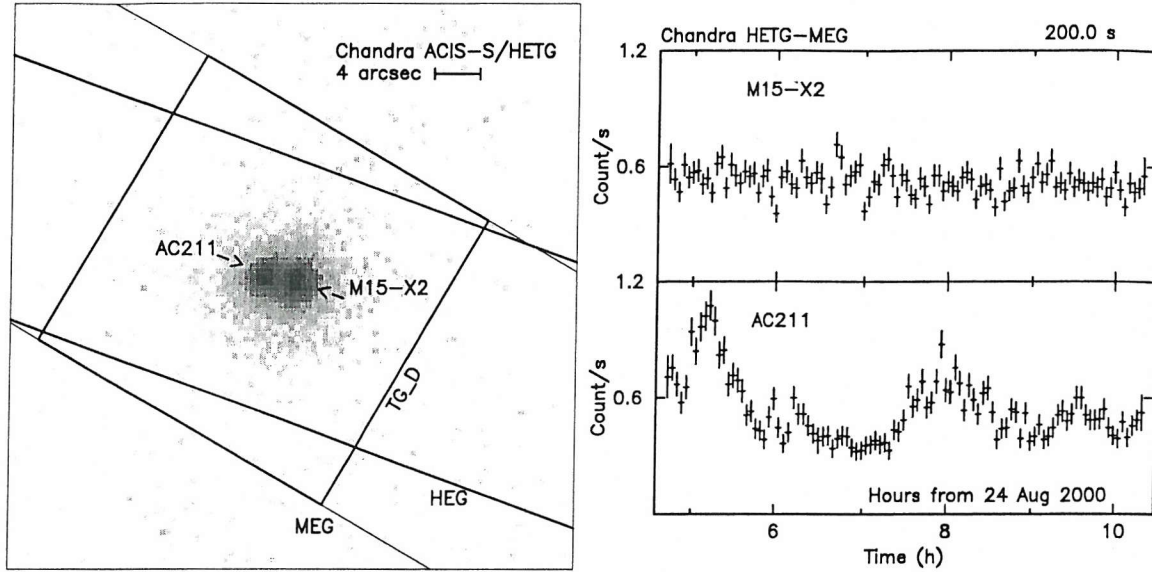 Chandra ACIS-S/HETG
4 arcsec
AC211
M15-X2
TG_D
HEG
MEG
Chandra HETG-MEG 200.0 s
1.2
M15-X2
Count/s
0.6
1.2
AC211
Count/s
0.6
Hours from 24 Aug 2000
6 8 10
Time (h)